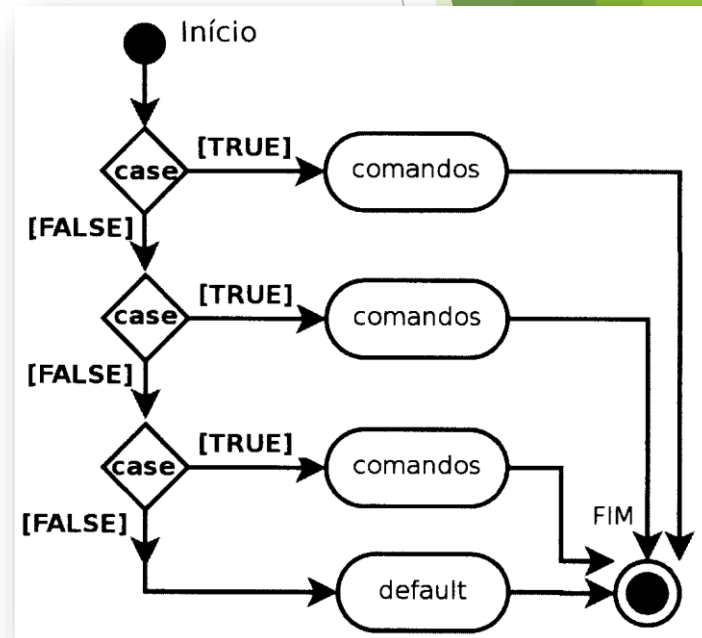 Início
case
[TRUE]
comandos
[FALSE]
case
[TRUE]
comandos
[FALSE]
case
[TRUE]
comandos
[FALSE]
FIM
default